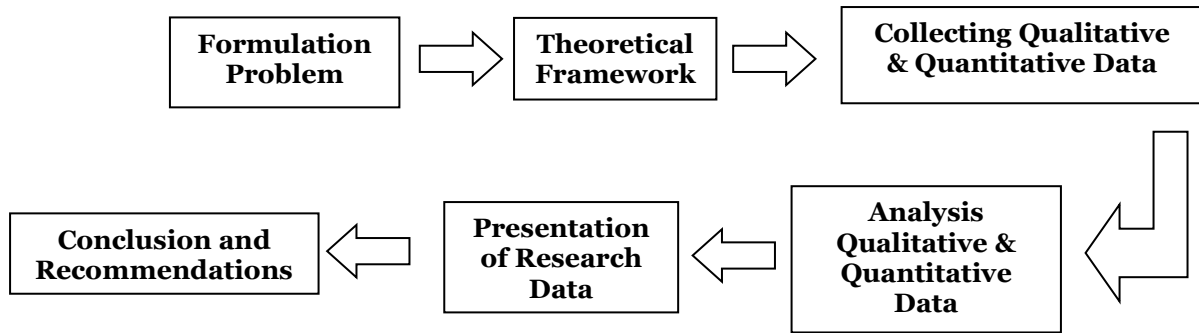 Formulation
Problem
Theoretical
Framework
Collecting Qualitative
& Quantitative Data
Analysis
Qualitative &
Quantitative
Data
Presentation
of Research
Data
Conclusion and
Recommendations